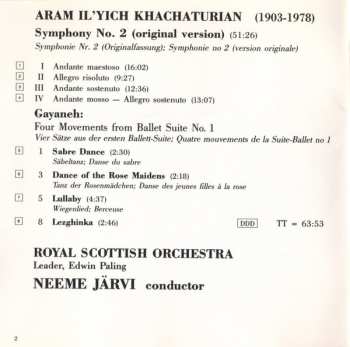 ARAM IL'YICH KHACHATURIAN (1903-1978)
Symphony No. 2 (original version) (51:26)
Symphonie Nr. 2 (Originalfassung); Symphonie no 2 (version originale)
1 I Andante maestoso (16:02)
2 II Allegro risoluto (9:27)
3 III Andante sostenuto (12:36)
4 IV Andante mosso — Allegro sostenuto (13:07)
Gayaneh:
Four Movements from Ballet Suite No. 1
Vier Sätze aus der ersten Ballett-Suite; Quatre mouvements de la Suite-Ballet no 1
5 1 Sabre Dance (2:30)
Säbeltanz; Danse du sabre
6 3 Dance of the Rose Maidens (2:18)
Tanz der Rosenmädchen; Danse des jeunes filles à la rose
7 5 Lullaby (4:37)
Wiegenlied; Berceuse
8 8 Lezghinka (2:46) DDD TT = 63:53
ROYAL SCOTTISH ORCHESTRA
Leader, Edwin Paling
NEEME JÄRVI conductor
2